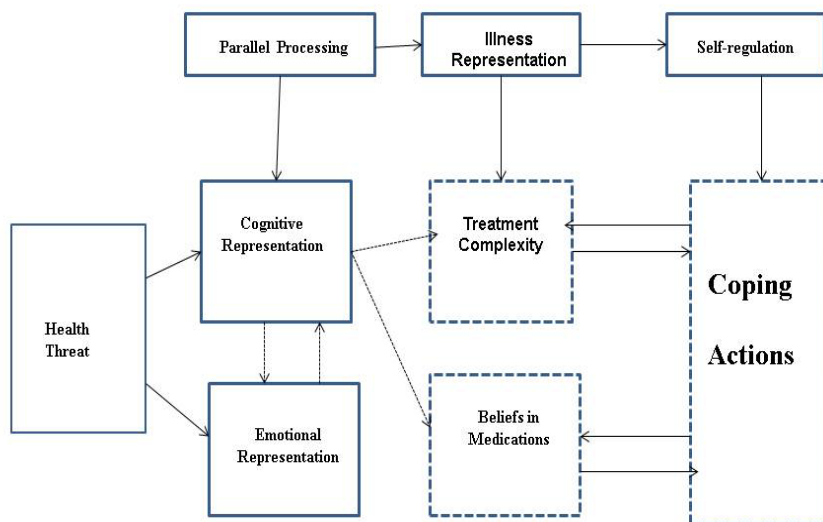 Parallel Processing
Illness
Representation
Self-regulation
Cognitive
Representation
Treatment
Complexity
Coping
Actions
Health
Threat
Emotional
Representation
Beliefs in
Medications